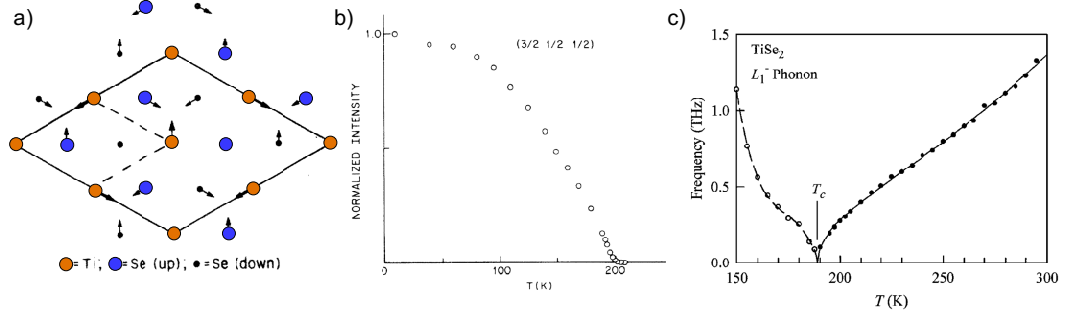 a)
= Ti; = Se (up); = Se (down)
b)
NORMALIZED INTENSITY
1.0
(3/2 1/2 1/2)
0 100 200
T(K)
c)
Frequency (THz)
1.5
1.0
0.5
0.0
TiSe2
L1- Phonon
Tc
150 200 250 300
T (K)